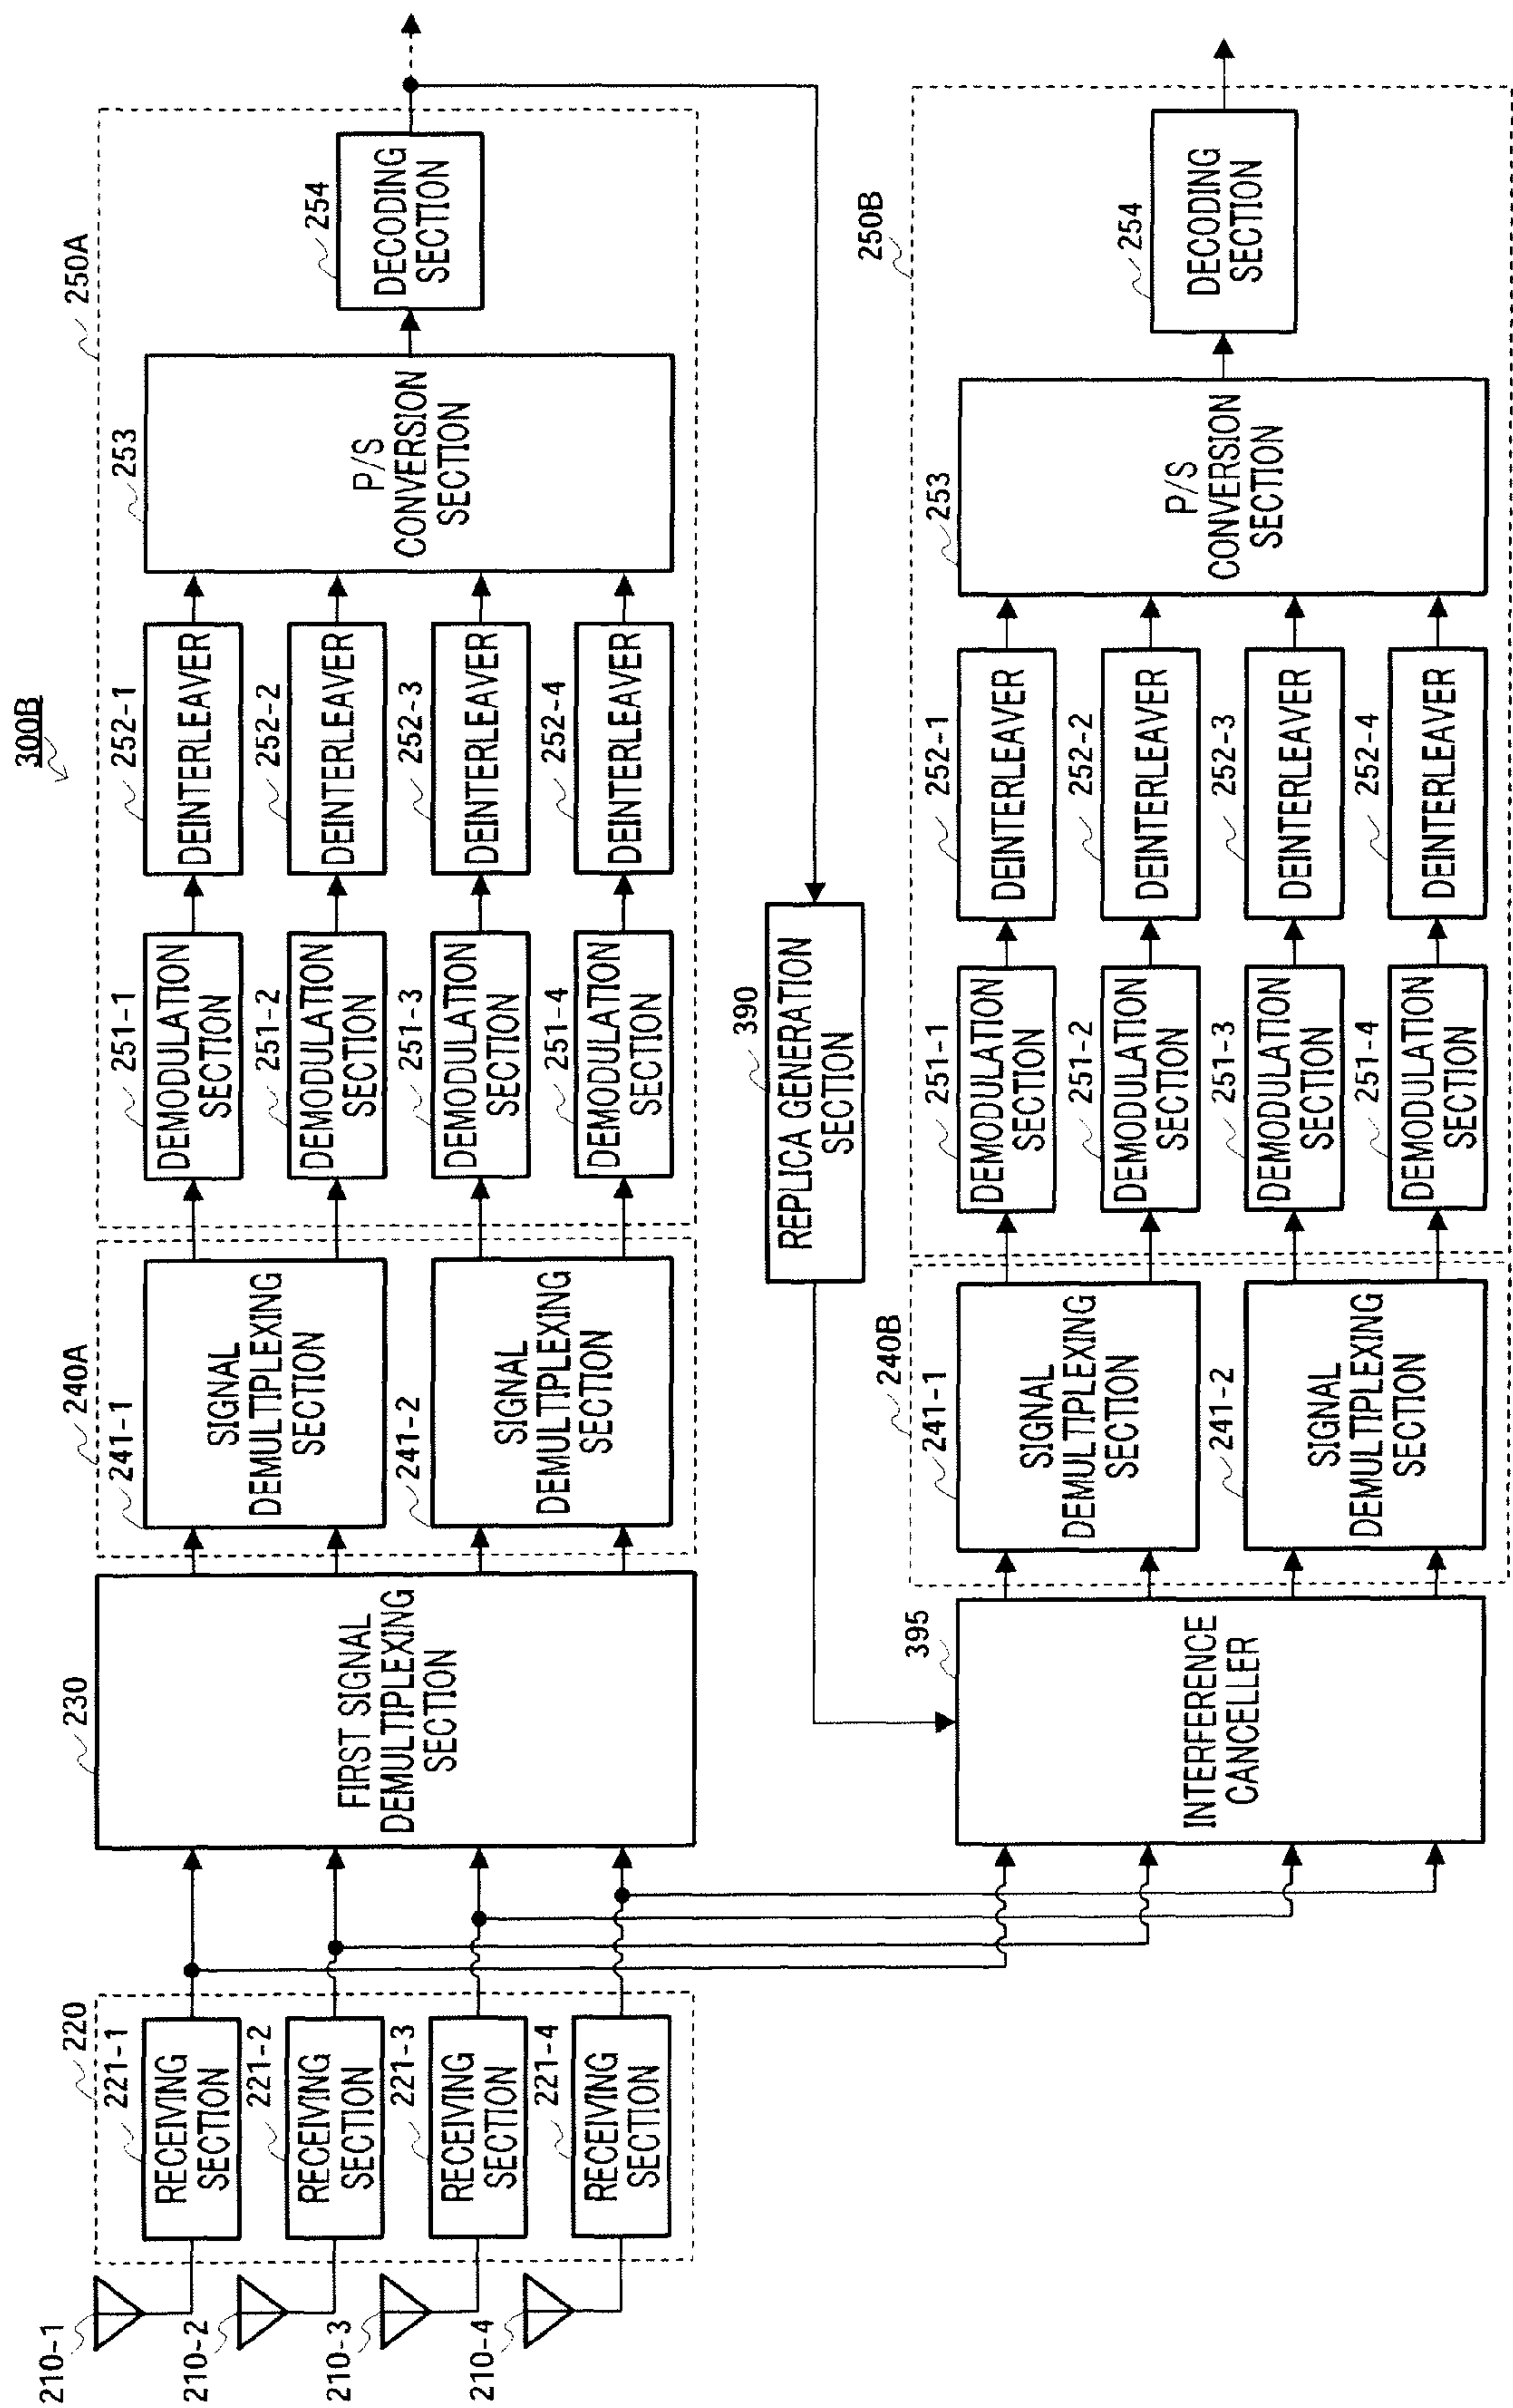 300B
210-1
210-2
210-3
210-4
220
221-1
RECEIVING
SECTION
221-2
RECEIVING
SECTION
221-3
RECEIVING
SECTION
221-4
RECEIVING
SECTION
230
FIRST SIGNAL
DEMULTIPLEXING
SECTION
240A
241-1
SIGNAL
DEMULTIPLEXING
SECTION
241-2
SIGNAL
DEMULTIPLEXING
SECTION
250A
251-1
DEMODULATION
SECTION
251-2
DEMODULATION
SECTION
251-3
DEMODULATION
SECTION
251-4
DEMODULATION
SECTION
252-1
DEINTERLEAVER
252-2
DEINTERLEAVER
252-3
DEINTERLEAVER
252-4
DEINTERLEAVER
253
P/S
CONVERSION
SECTION
254
DECODING
SECTION
390
REPLICA GENERATION
SECTION
395
INTERFERENCE
CANCELLER
240B
241-1
SIGNAL
DEMULTIPLEXING
SECTION
241-2
SIGNAL
DEMULTIPLEXING
SECTION
250B
251-1
DEMODULATION
SECTION
251-2
DEMODULATION
SECTION
251-3
DEMODULATION
SECTION
251-4
DEMODULATION
SECTION
252-1
DEINTERLEAVER
252-2
DEINTERLEAVER
252-3
DEINTERLEAVER
252-4
DEINTERLEAVER
253
P/S
CONVERSION
SECTION
254
DECODING
SECTION